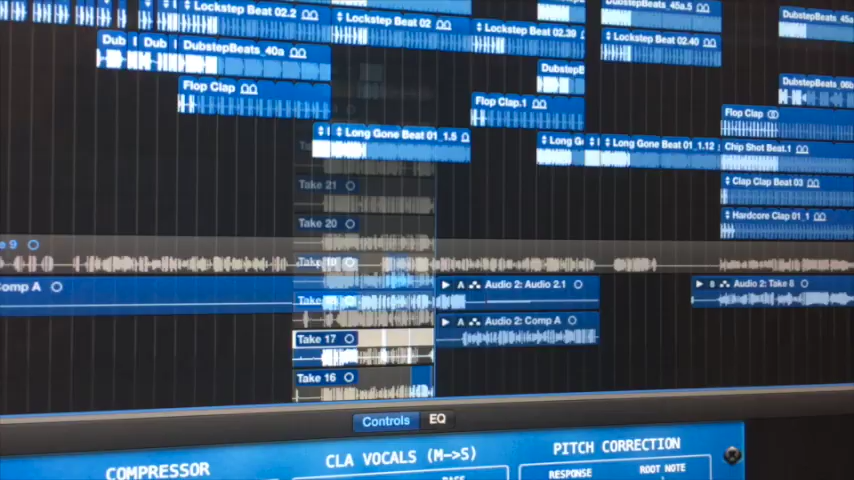 Lockstep Beat 02.2
Lockstep Beat 02
Lockstep Beat 02.39
DubstepBeats_45a.5
Lockstep Beat 02.40
Dub
Dub
DubstepBeats_40a
Flop Clap
Flop Clap.1
Flop Clap
Long Gone Beat 01_1.5
Long G
Long Gone Beat 01_1.12
Chip Shot Beat.1
Clap Clap Beat 03
Hardcore Clap 01_1
Take 21
Take 20
Take 17
Take 16
e 9
omp A
A Audio 2: Audio 2.1
A Audio 2: Comp A
Audio 2: Take 8
Controls
EQ
COMPRESSOR
CLA VOCALS (M->S)
PITCH CORRECTION
RESPONSE
ROOT NOTE